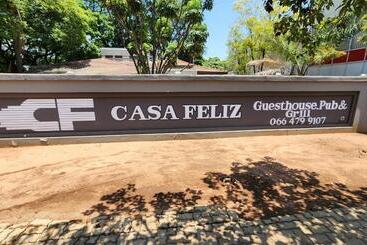 CF CASA FELIZ Guesthouse.Pub&
Grill
066 479 9107